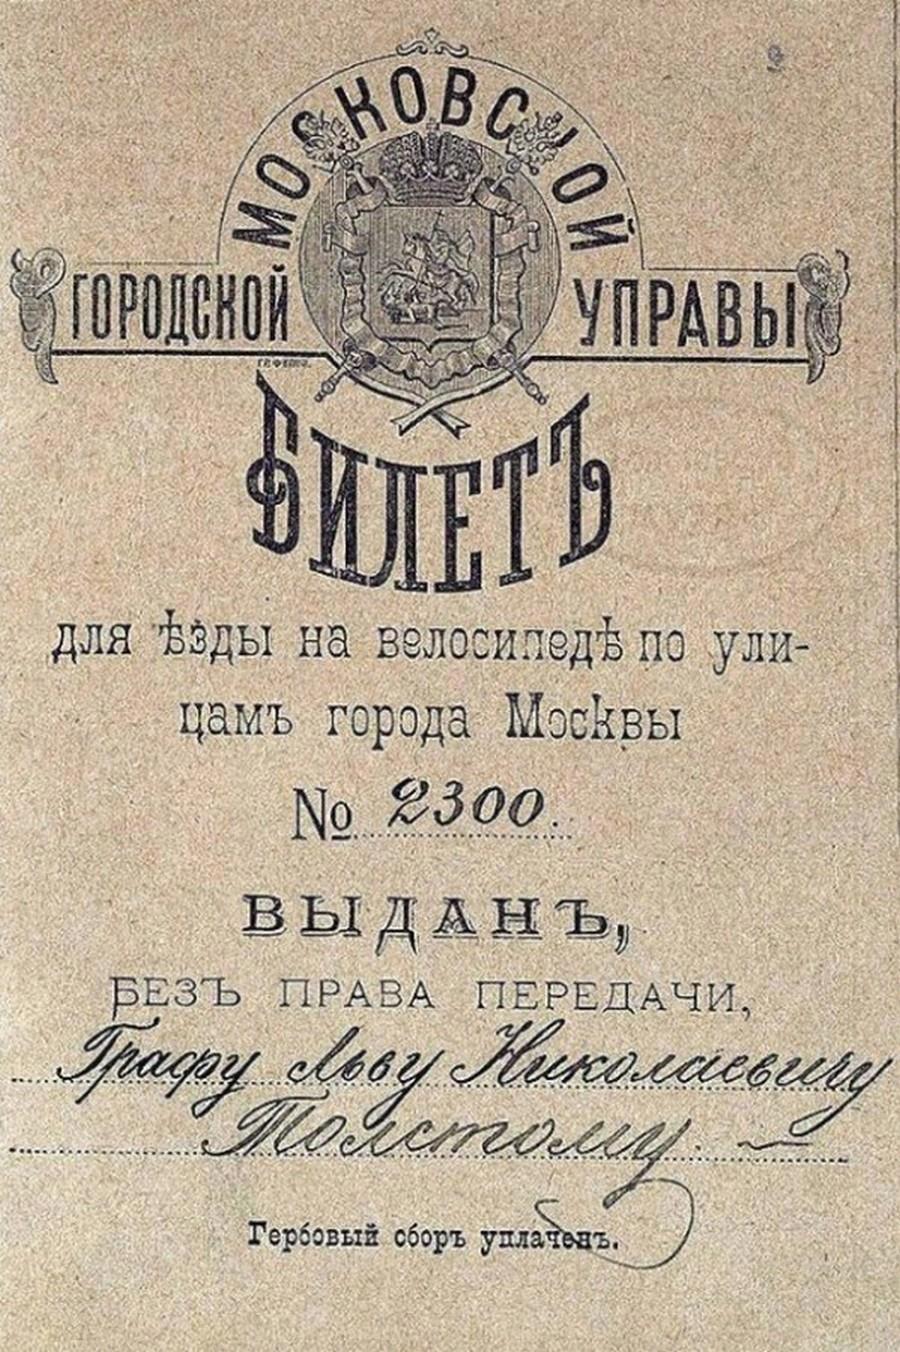 МОСКОВСКОЙ
ГОРОДСКОЙ УПРАВЫ
БИЛЕТЪ
для ѣзды на велосипедѣ по ули-
цамъ города Москвы
№ 2300.
ВЫДАНЪ,
БЕЗЪ ПРАВА ПЕРЕДАЧИ,
Графу Льву Николаевичу
Толстому.
Гербовый сборъ уплаченъ.